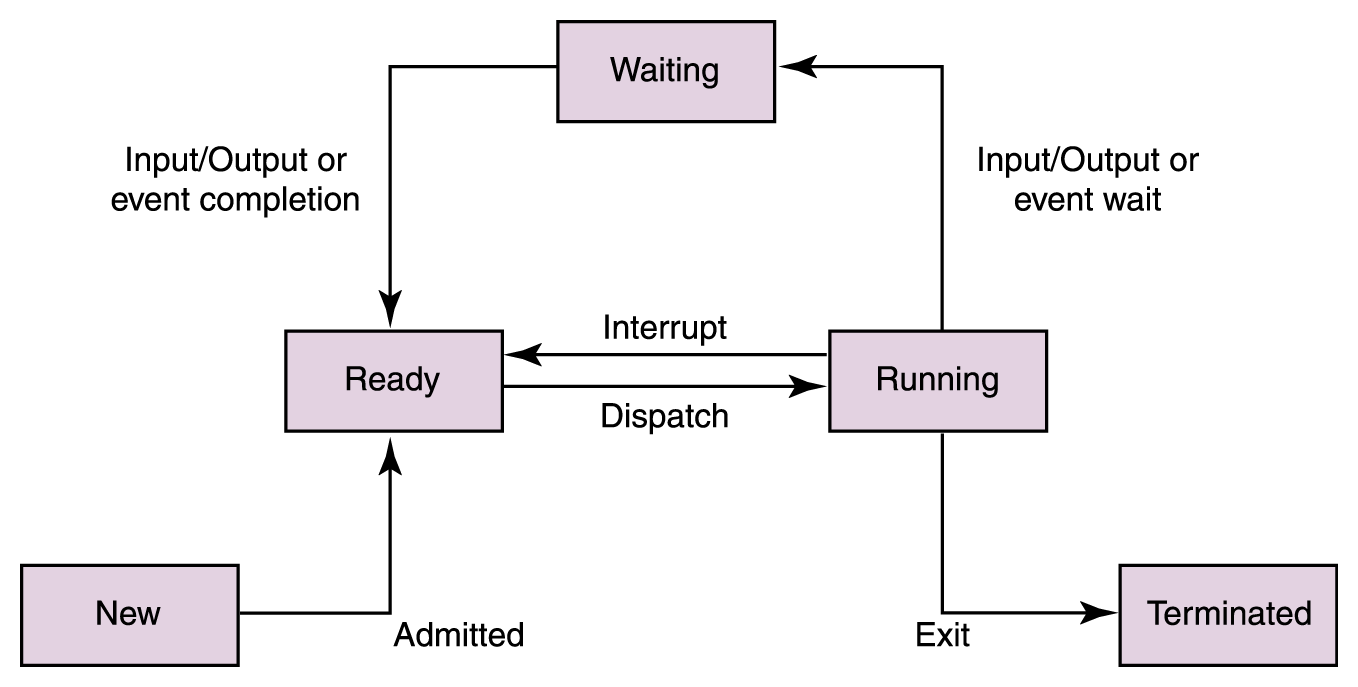 Waiting
Input/Output or
event completion
Input/Output or
event wait
Interrupt
Ready
Running
Dispatch
New
Admitted
Exit
Terminated